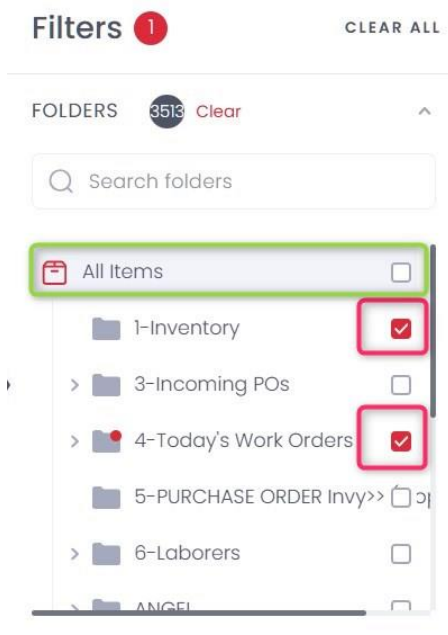 Filters 1 CLEAR ALL
FOLDERS 3513 Clear
Search folders
All Items
1-Inventory
3-Incoming POs
4-Today's Work Orders
5-PURCHASE ORDER Invy>>
6-Laborers
ANGEL